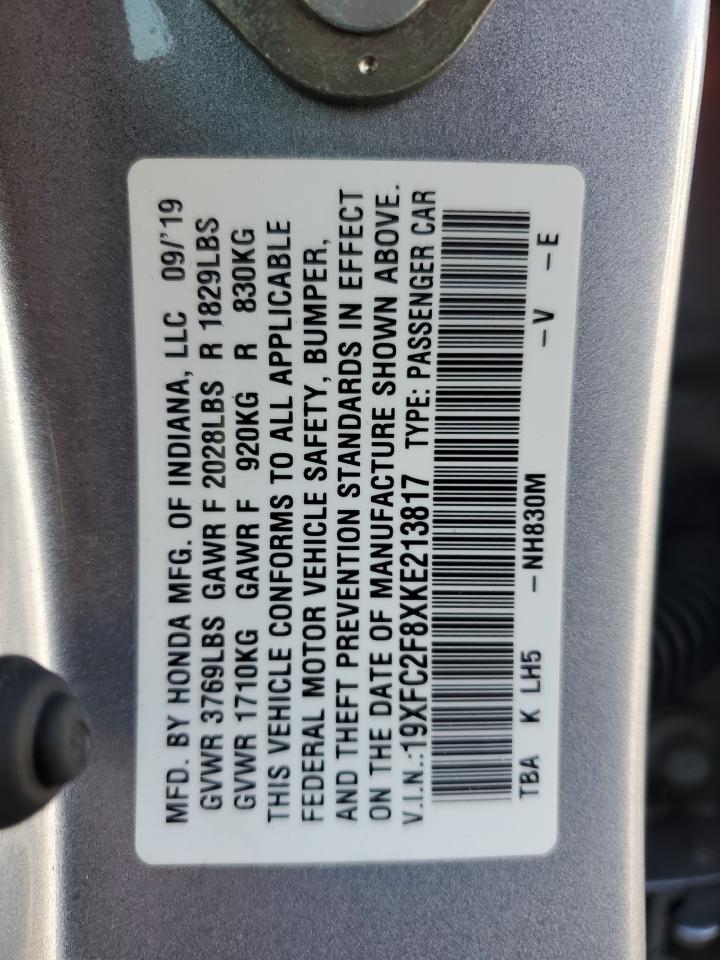 MFD. BY HONDA MFG. OF INDIANA, LLC 09/'19
GVWR 3769LBS GAWR F 2028LBS R 1829LBS
GVWR 1710KG GAWR F 920KG R 830KG
THIS VEHICLE CONFORMS TO ALL APPLICABLE
FEDERAL MOTOR VEHICLE SAFETY, BUMPER,
AND THEFT PREVENTION STANDARDS IN EFFECT
ON THE DATE OF MANUFACTURE SHOWN ABOVE.
V.I.N.: 19XFC2F8XKE213817 TYPE: PASSENGER CAR
TBA K LH5 -NH830M -V -E